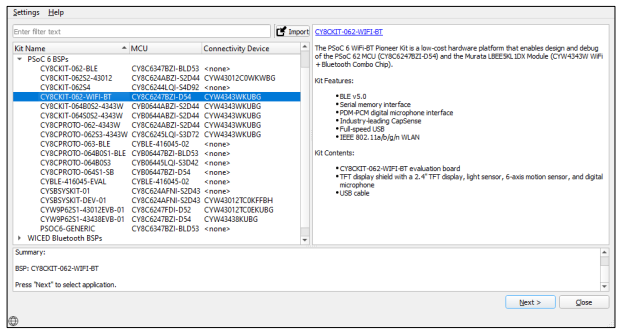 Settings Help
Enter filter text
Import
Kit Name MCU Connectivity Device
PSoC 6 BSPs
CY8CKIT-062-BLE CY8C6347BZI-BLD53 <none>
CY8CKIT-062S2-43012 CY8C624ABZI-S2D44 CYW43012C0WKWBG
CY8CKIT-062S4 CY8C6244LQI-S4D92 <none>
CY8CKIT-062-WIFI-BT CY8C6247BZI-D54 CYW4343WKUBG
CY8CKIT-064B0S2-4343W CYB0644ABZI-S2D44 CYW4343WKUBG
CY8CKIT-064S0S2-4343W CYS0644ABZI-S2D44 CYW4343WKUBG
CY8CPROTO-062-4343W CY8C624ABZI-S2D44 CYW4343WKUBG
CY8CPROTO-062S3-4343W CY8C6245LQI-S3D72 CYW4343WKUBG
CY8CPROTO-063-BLE CYBLE-416045-02 <none>
CY8CPROTO-064B0S1-BLE CYB06447BZI-BLD53 <none>
CY8CPROTO-064B0S3 CYB06445LQI-S3D42 <none>
CY8CPROTO-064S1-SB CYB06447BZI-D54 <none>
CYBLE-416045-EVAL CYBLE-416045-02 <none>
CYSBSYSKIT-01 CY8C624AFNI-S2D43 <none>
CYSBSYSKIT-DEV-01 CY8C624AFNI-S2D43 CYW43012TC0KFFBH
CYW9P62S1-43012EVB-01 CY8C6247FDI-D52 CYW43012TC0EKUBG
CYW9P62S1-43438EVB-01 CY8C6247BZI-D54 CYW43438KUBG
PSOC6-GENERIC CY8C6347BZI-BLD53 <none>
WICED Bluetooth BSPs
CY8CKIT-062-WIFI-BT
The PSoC 6 WiFi-BT Pioneer Kit is a low-cost hardware platform that enables design and debug
of the PSoC 62 MCU (CY8C6247BZI-D54) and the Murata LBEE5KL1DX Module (CYW4343W WiFi
+ Bluetooth Combo Chip).
Kit Features:
▪BLE v5.0
▪Serial memory interface
▪PDM-PCM digital microphone interface
▪Industry-leading CapSense
▪Full-speed USB
▪IEEE 802.11a/b/g/n WLAN
Kit Contents:
▪CY8CKIT-062-WIFI-BT evaluation board
▪TFT display shield with a 2.4" TFT display, light sensor, 6-axis motion sensor, and digital
microphone
▪USB cable
Summary:
BSP: CY8CKIT-062-WIFI-BT
Press "Next" to select application.
Next > Close